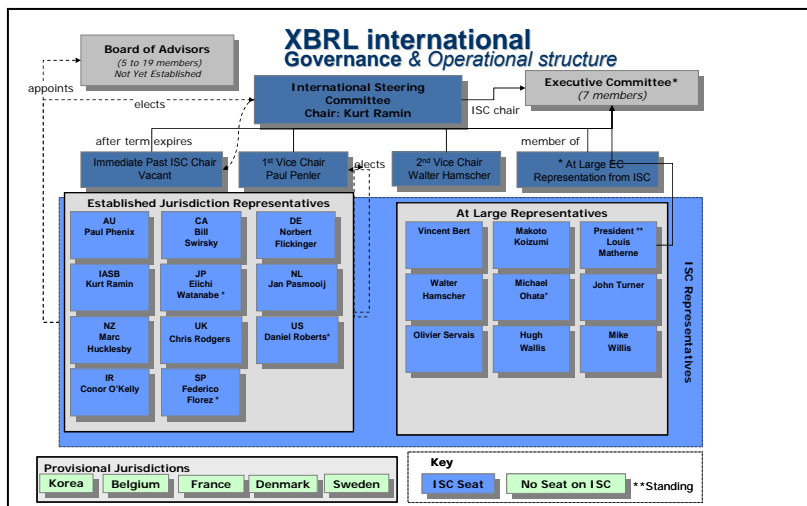 XBRL international
Governance & Operational structure
Board of Advisors
(5 to 19 members)
Not Yet Established
appoints
elects
International Steering
Committee
Chair: Kurt Ramin
ISC chair
Executive Committee*
(7 members)
after term expires
member of
Immediate Past ISC Chair
Vacant
1st Vice Chair
Paul Penler
elects
2nd Vice Chair
Walter Hamscher
* At Large EC
Representation from ISC
Established Jurisdiction Representatives
AU
Paul Phenix
CA
Bill
Swirsky
DE
Norbert
Flickinger
IASB
Kurt Ramin
JP
Eiichi
Watanabe *
NL
Jan Pasmooij
NZ
Marc
Hucklesby
UK
Chris Rodgers
US
Daniel Roberts*
IR
Conor O'Kelly
SP
Federico
Florez *
At Large Representatives
Vincent Bert
Makoto
Koizumi
President **
Louis
Matherne
Walter
Hamscher
Michael
Ohata*
John Turner
Olivier Servais
Hugh
Wallis
Mike
Willis
ISC Representatives
Provisional Jurisdictions
Korea
Belgium
France
Denmark
Sweden
Key
ISC Seat
No Seat on ISC
**Standing